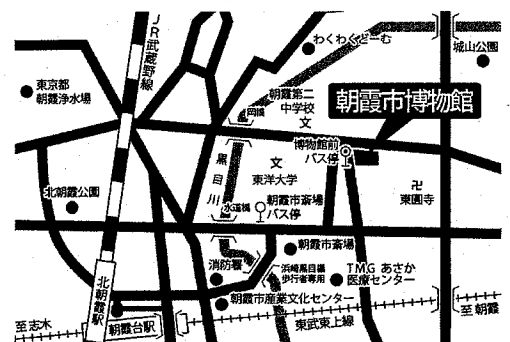 JR武蔵野線
わくわくどーむ
城山公園
東京都
朝霞浄水場
朝霞第二
中学校
岡橋
文
朝霞市博物館
博物館前
バス停
黒目川
文
東洋大学
卍
東圓寺
北朝霞公園
水道橋
朝霞市斎場
バス停
朝霞市斎場
消防署
浜崎黒目橋
歩行者専用
TMG あさか
医療センター
北朝霞駅
朝霞市産業文化センター
至朝霞
至志木
朝霞台駅
東武東上線